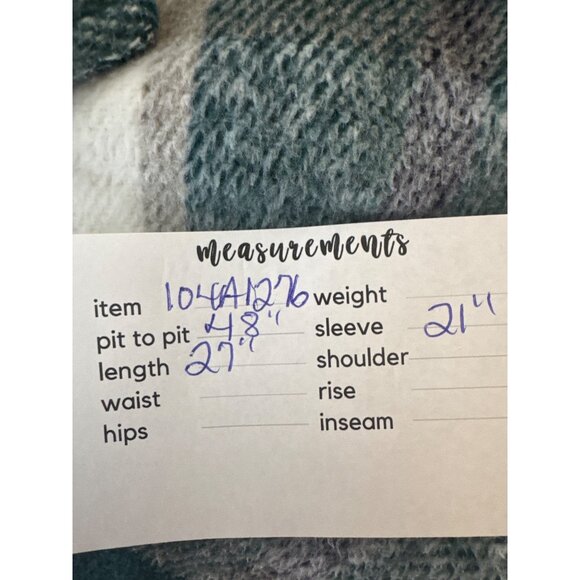 measurements
item 104A1276 weight
pit to pit 48" sleeve 21"
length 27" shoulder
waist rise
hips inseam